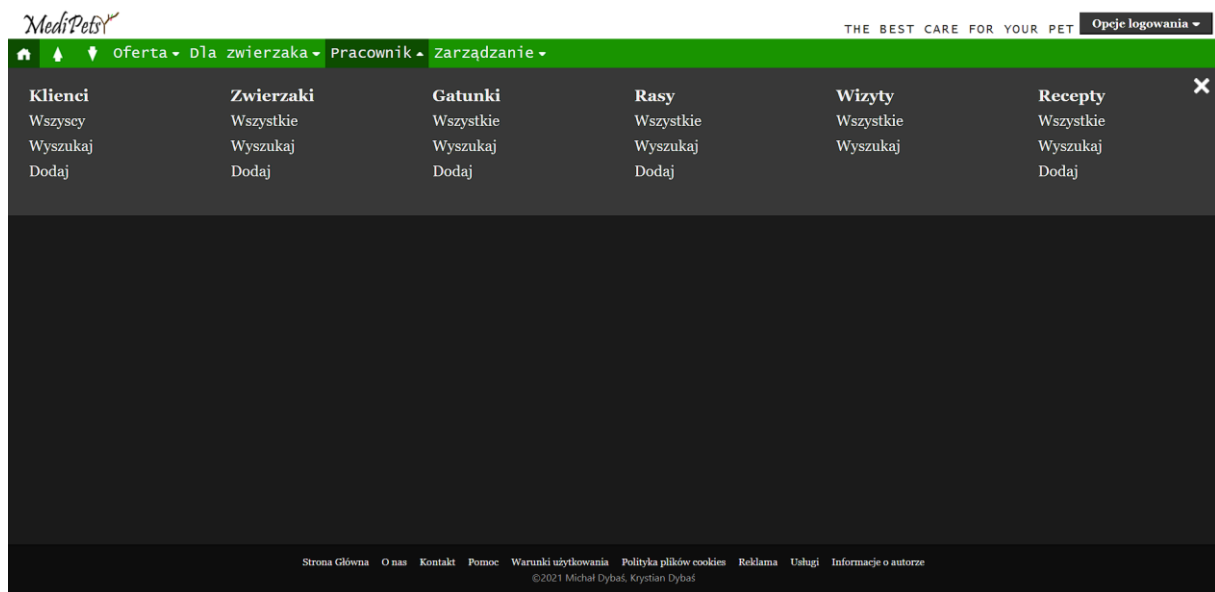 MediPets
THE BEST CARE FOR YOUR PET Opcje logowania
Oferta Dla zwierzaka Pracownik Zarządzanie
Klienci Zwierzaki Gatunki Rasy Wizyty Recepty
Wszyscy Wszystkie Wszystkie Wszystkie Wszystkie Wszystkie
Wyszukaj Wyszukaj Wyszukaj Wyszukaj Wyszukaj Wyszukaj
Dodaj Dodaj Dodaj Dodaj Dodaj
Strona Główna O nas Kontakt Pomoc Warunki użytkowania Polityka plików cookies Reklama Usługi Informacje o autorze
©2021 Michał Dybaś, Krystian Dybaś